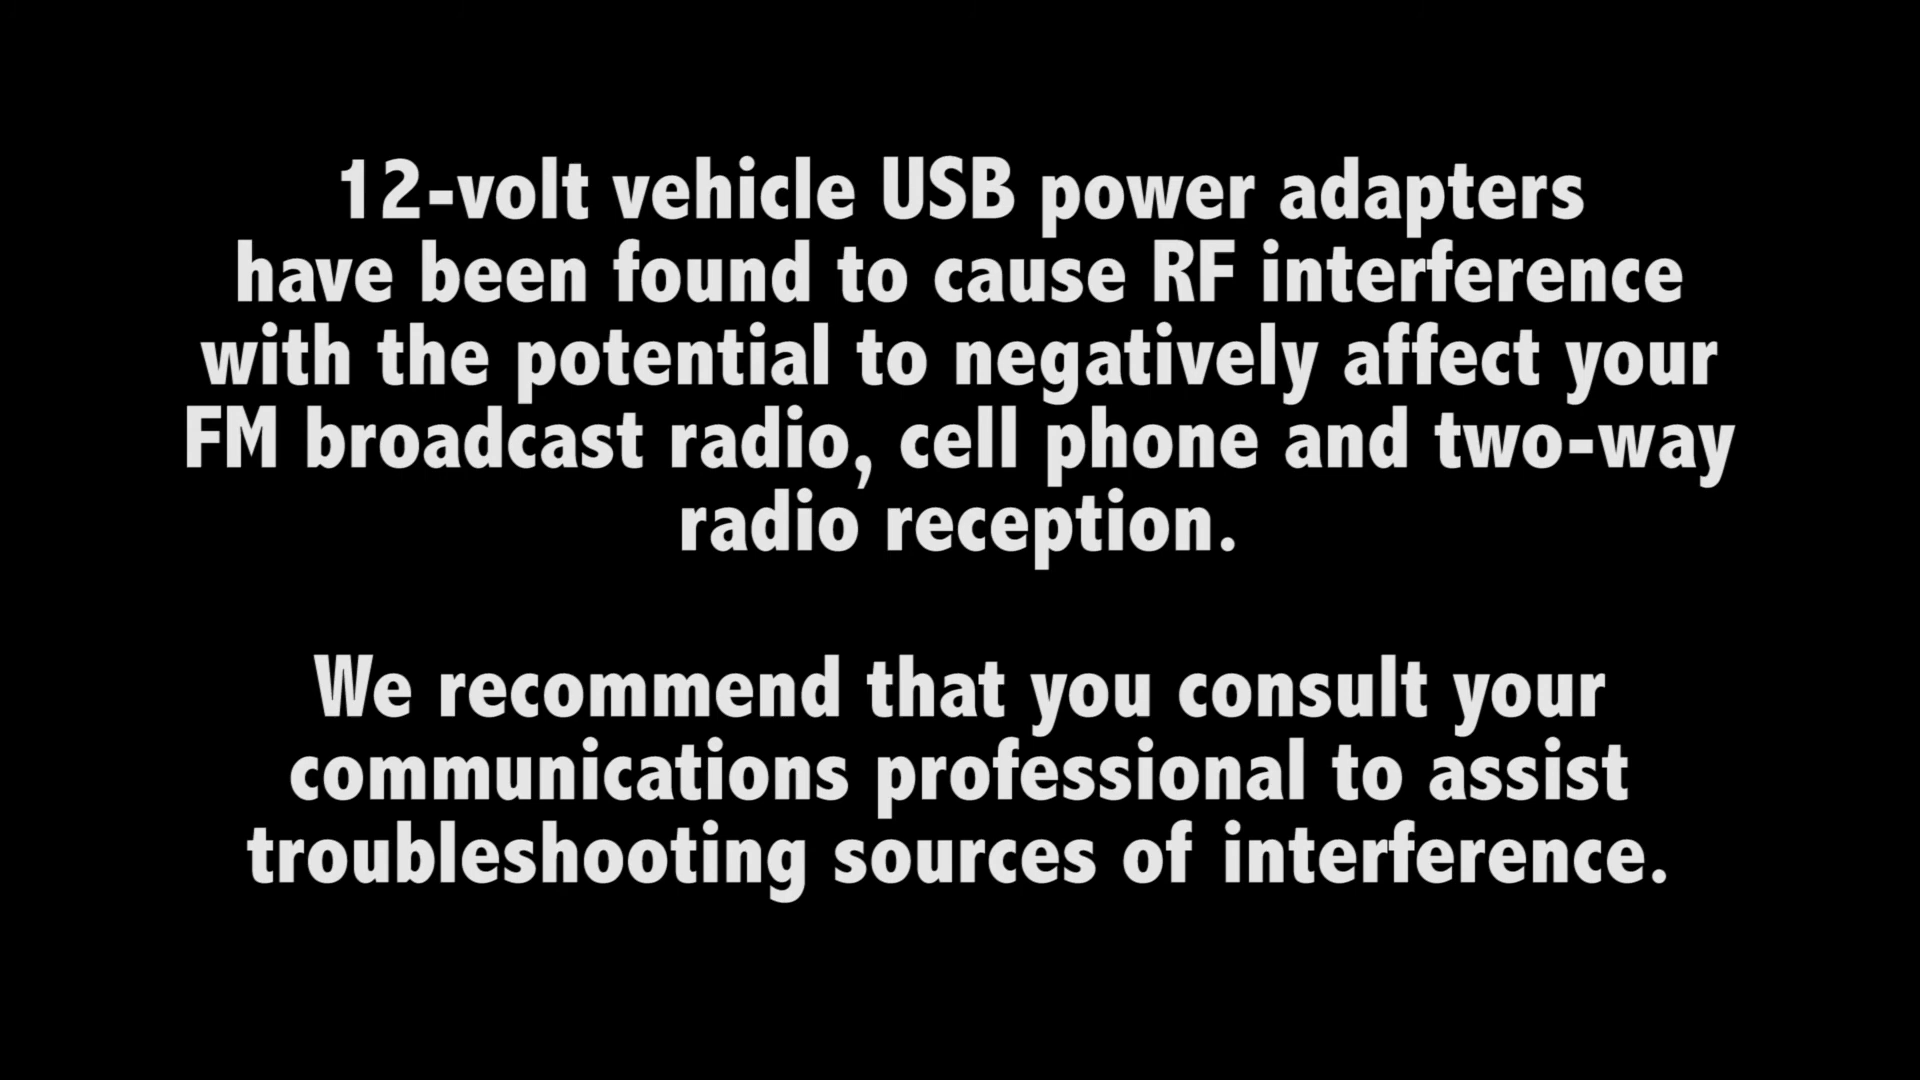 12-volt vehicle USB power adapters
have been found to cause RF interference
with the potential to negatively affect your
FM broadcast radio, cell phone and two-way
radio reception.
We recommend that you consult your
communications professional to assist
troubleshooting sources of interference.